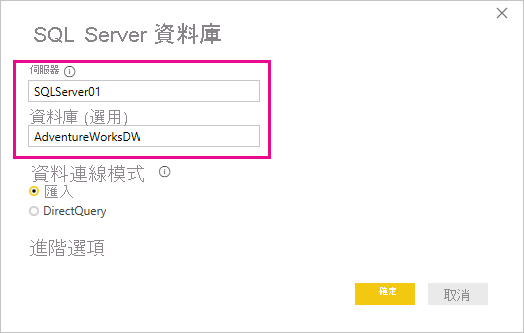 SQL Server 資料庫
伺服器
SQLServer01
資料庫 (選用)
AdventureWorksDW
資料連線模式
匯入
DirectQuery
進階選項
確定 取消